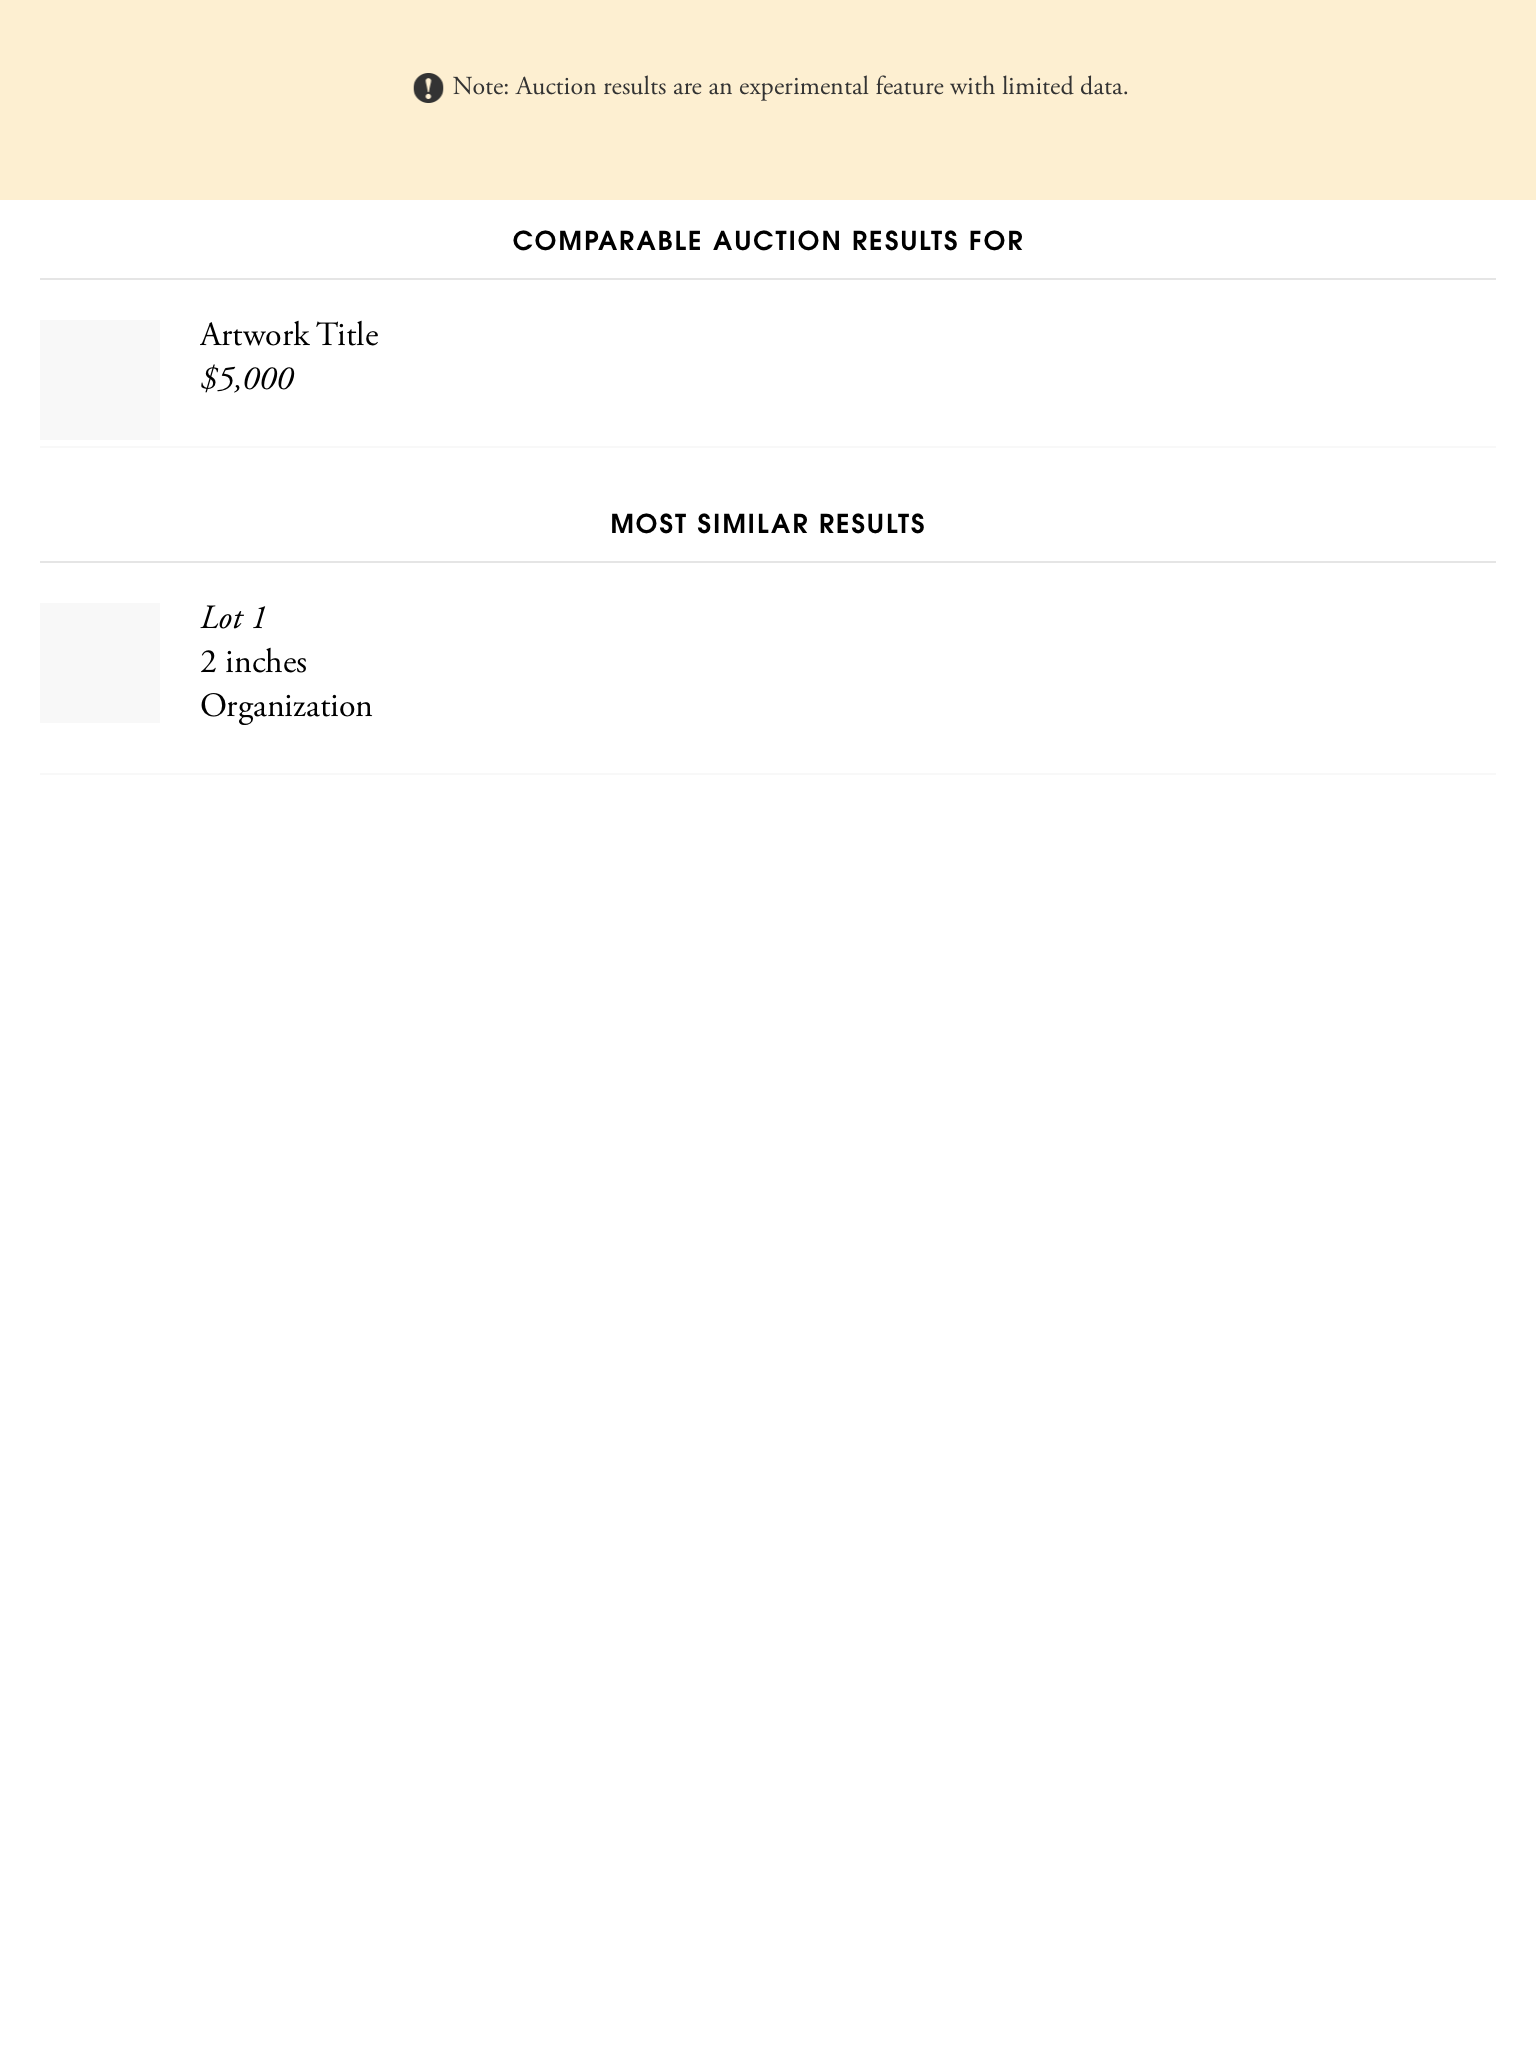 Note: Auction results are an experimental feature with limited data.
COMPARABLE AUCTION RESULTS FOR
Artwork Title
$5,000
MOST SIMILAR RESULTS
Lot 1
2 inches
Organization